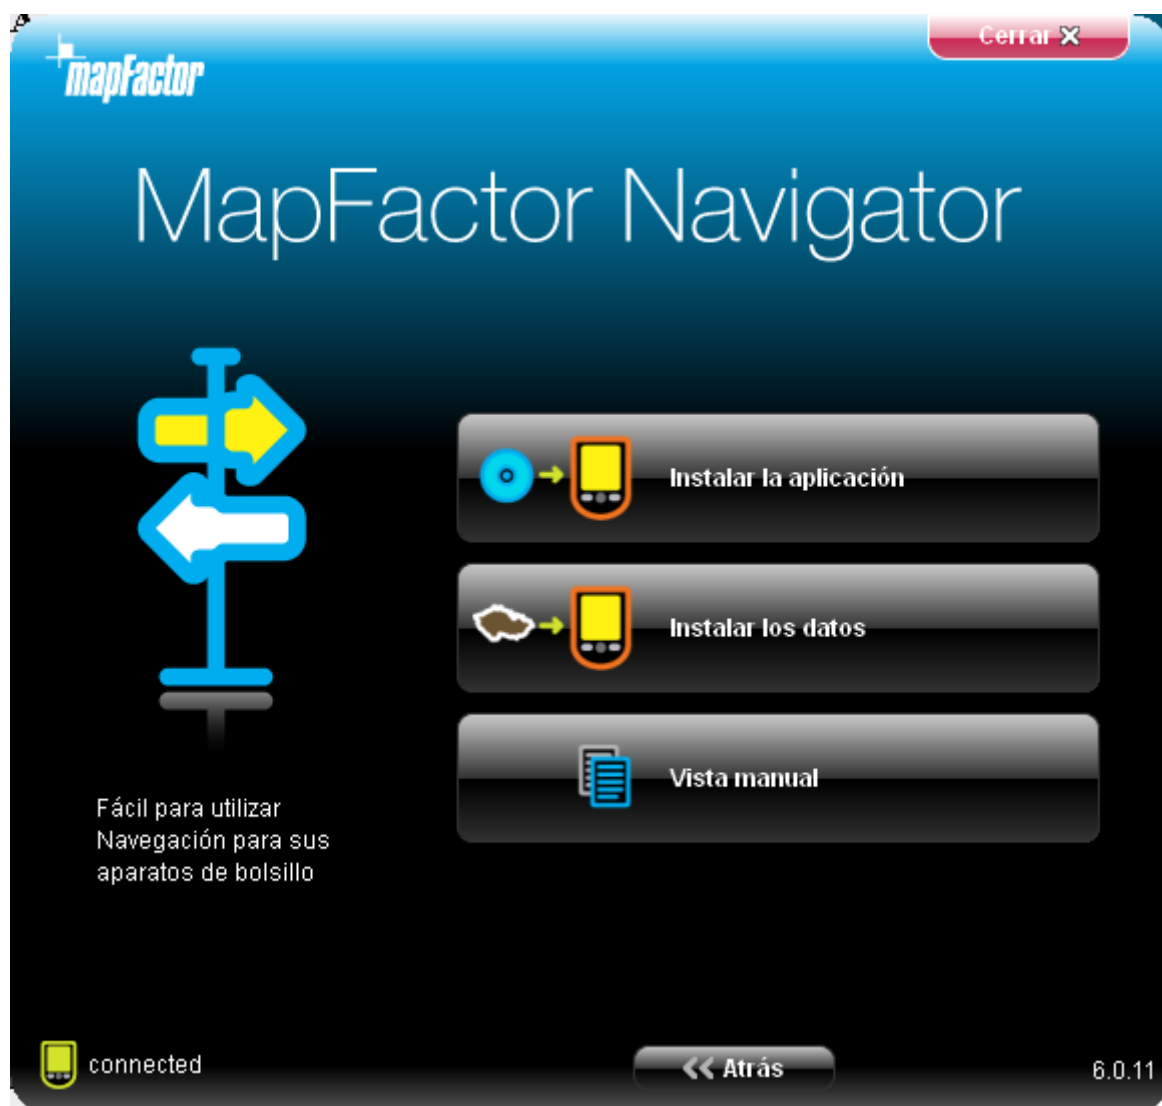 Cerrar
mapFactor
MapFactor Navigator
Instalar la aplicación
Instalar los datos
Vista manual
Fácil para utilizar
Navegación para sus
aparatos de bolsillo
connected
Atrás
6.0.11